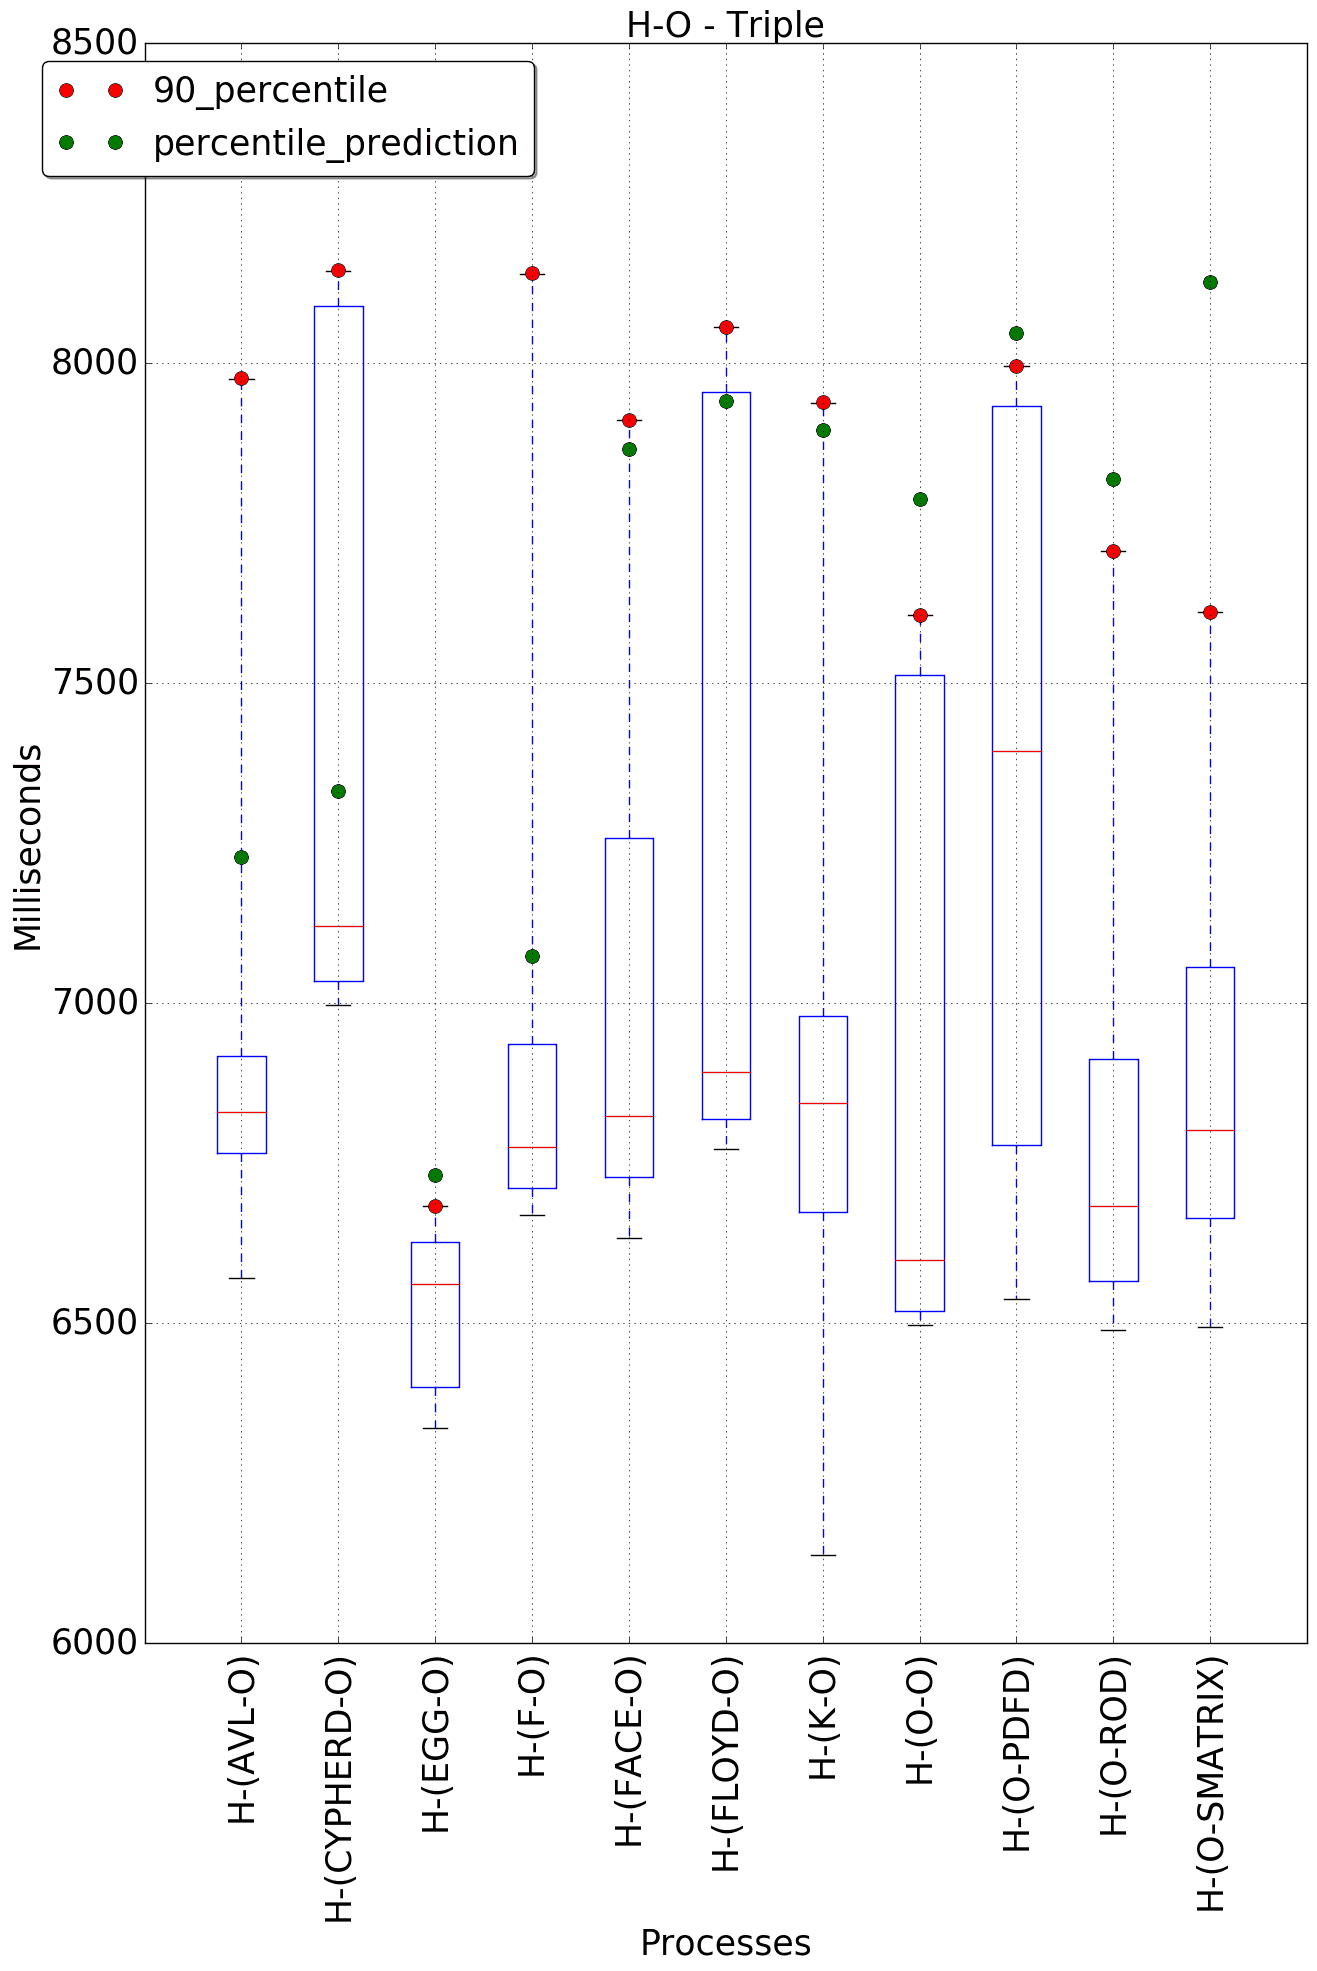 H-O - Triple
8500
90_percentile
percentile_prediction
8000
7500
7000
6500
6000
Milliseconds
H-(AVL-O)
H-(CYPHERD-O)
H-(EGG-O)
H-(F-O)
H-(FACE-O)
H-(FLOYD-O)
H-(K-O)
H-(O-O)
H-(O-PDFD)
H-(O-ROD)
H-(O-SMATRIX)
Processes